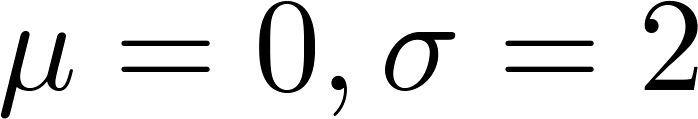 μ = 0, σ = 2